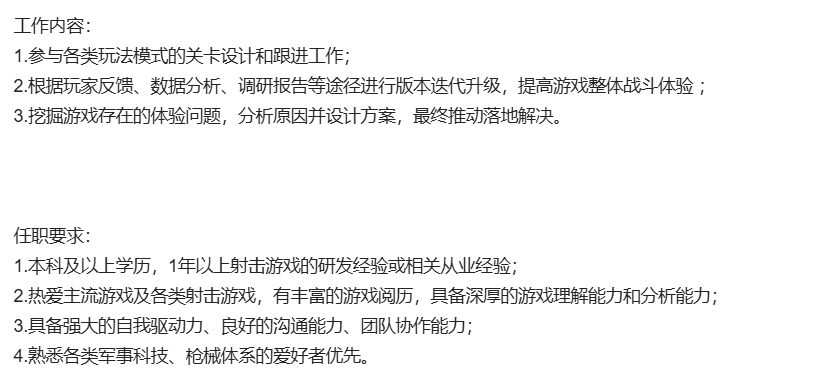 工作内容：
1.参与各类玩法模式的关卡设计和跟进工作；
2.根据玩家反馈、数据分析、调研报告等途径进行版本迭代升级，提高游戏整体战斗体验 ；
3.挖掘游戏存在的体验问题，分析原因并设计方案，最终推动落地解决。
任职要求：
1.本科及以上学历，1年以上射击游戏的研发经验或相关从业经验；
2.热爱主流游戏及各类射击游戏，有丰富的游戏阅历，具备深厚的游戏理解能力和分析能力；
3.具备强大的自我驱动力、良好的沟通能力、团队协作能力；
4.熟悉各类军事科技、枪械体系的爱好者优先。